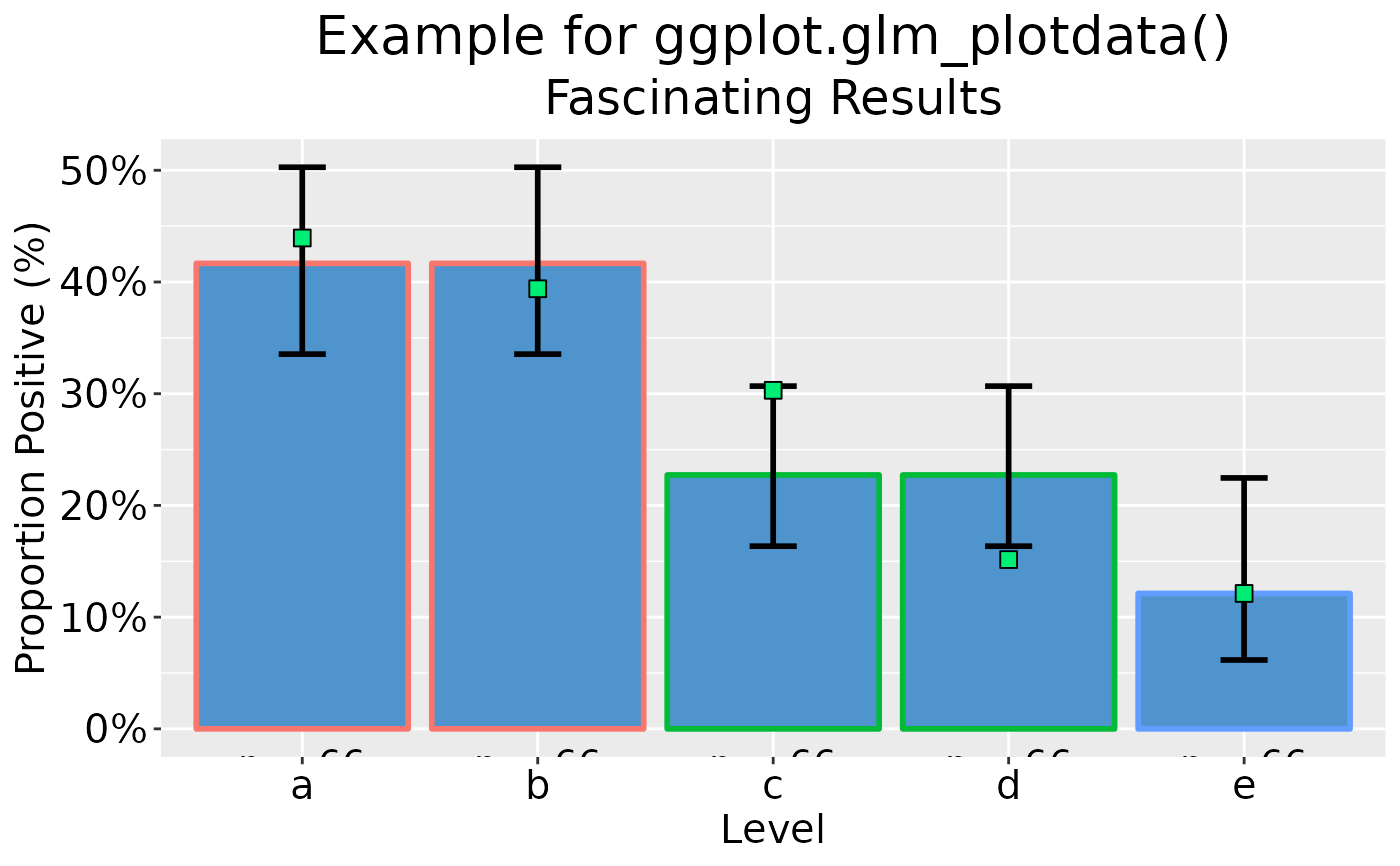 Example for ggplot.glm_plotdata()
Fascinating Results
Proportion Positive (%)
50%
40%
30%
20%
10%
0%
a b c d e
Level